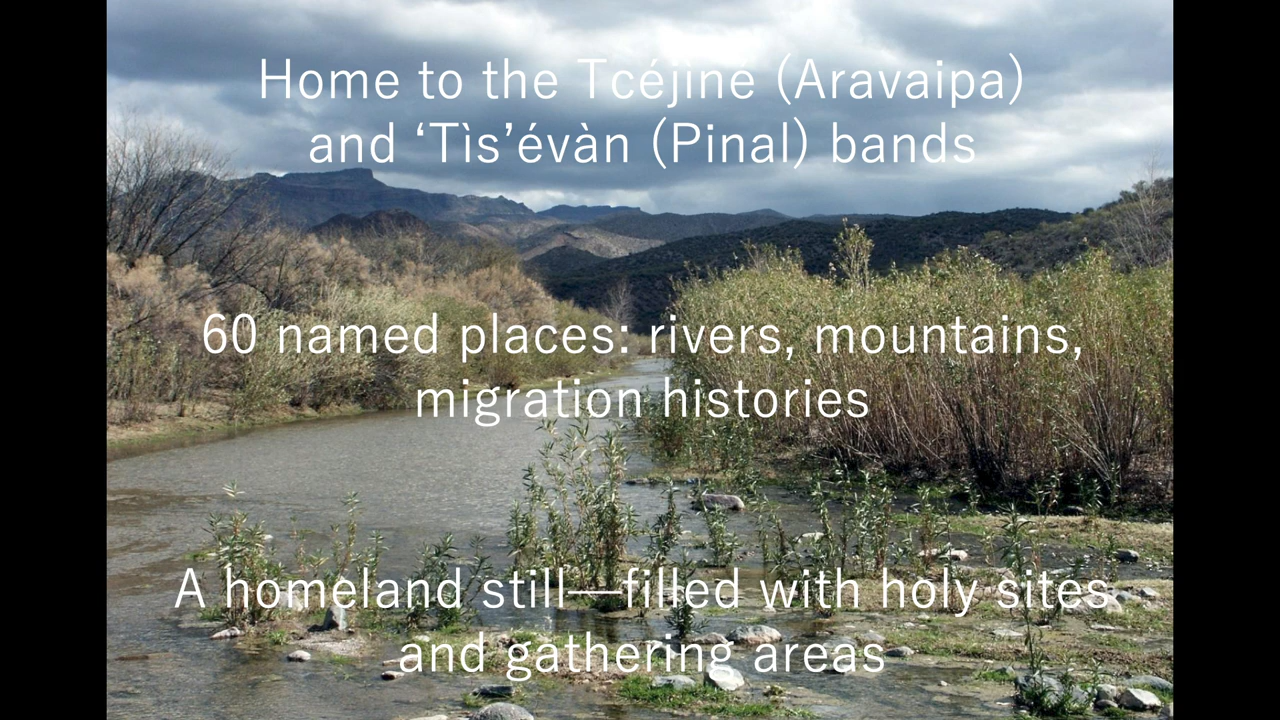 Home to the Tcéjìné (Aravaipa)
and ‘Tìs’évàn (Pinal) bands
60 named places: rivers, mountains,
migration histories
A homeland still—filled with holy sites
and gathering areas